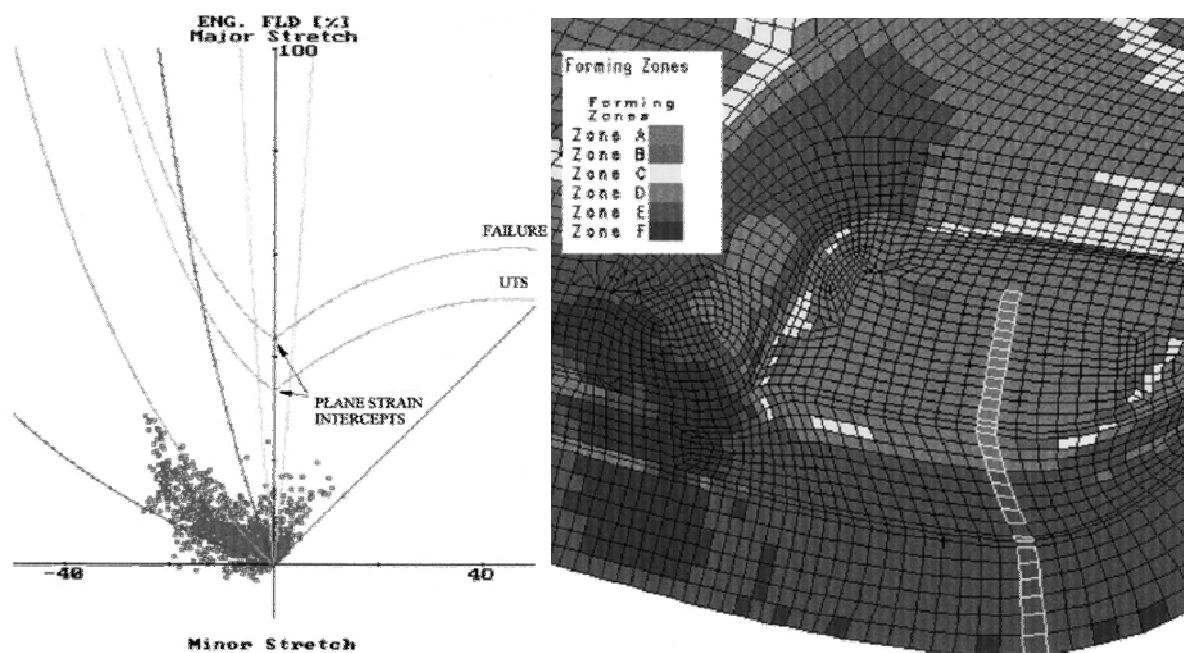 ENG. FLD [%]
Major Stretch
100
FAILURE
UTS
PLANE STRAIN
INTERCEPTS
-40
40
Minor Stretch
Forming Zones
Forming
Zones
Zone A
Zone B
Zone C
Zone D
Zone E
Zone F